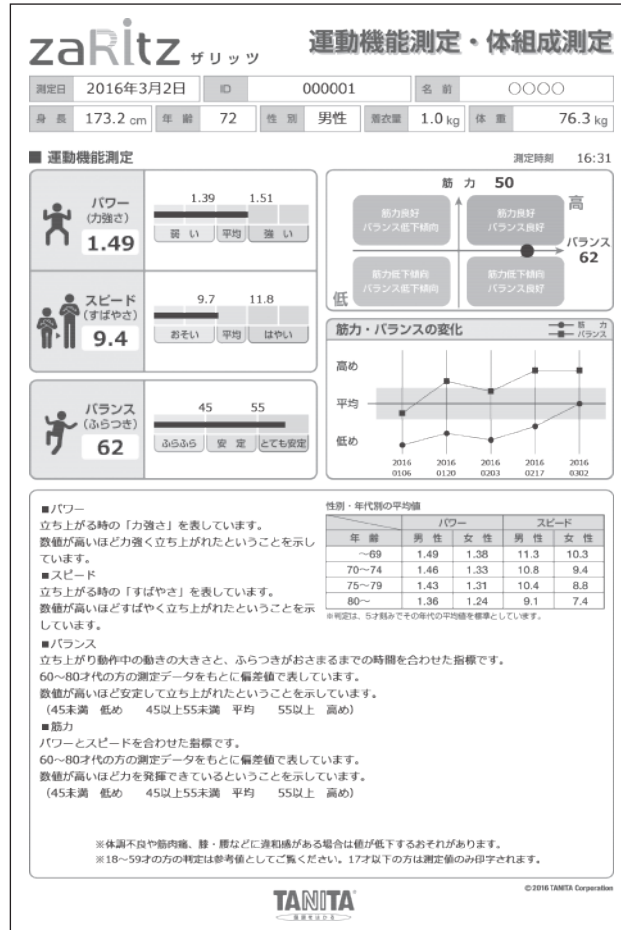 zaRitz ザリッツ
運動機能測定・体組成測定
測定日 2016年3月2日 ID 000001 名前 〇〇〇〇
身長 173.2 cm 年齢 72 性別 男性 着衣量 1.0 kg 体重 76.3 kg
■ 運動機能測定
測定時刻 16:31
パワー
(力強さ)
1.49
1.39 1.51
弱い 平均 強い
スピード
(すばやさ)
9.4
9.7 11.8
おそい 平均 はやい
バランス
(ふらつき)
62
45 55
ふらふら 安定 とても安定
筋力 50
高
筋力良好
バランス低下傾向
筋力良好
バランス良好
バランス
62
筋力低下傾向
バランス低下傾向
筋力低下傾向
バランス良好
低
筋力・バランスの変化
筋力
バランス
高め
平均
低め
2016 2016 2016 2016 2016
0106 0120 0203 0217 0302
■パワー
立ち上がる時の「力強さ」を表しています。
数値が高いほど力強く立ち上がれたということを示し
ています。
■スピード
立ち上がる時の「すばやさ」を表しています。
数値が高いほどすばやく立ち上がれたということを示
しています。
性別・年代別の平均値
パワー スピード
年齢 男性 女性 男性 女性
～69 1.49 1.38 11.3 10.3
70～74 1.46 1.33 10.8 9.4
75～79 1.43 1.31 10.4 8.8
80～ 1.36 1.24 9.1 7.4
※判定は、5才刻みでその年代の平均値を標準としています。
■バランス
立ち上がり動作中の動きの大きさと、ふらつきがおさまるまでの時間を合わせた指標です。
60～80才代の方の測定データをもとに偏差値で表しています。
数値が高いほど安定して立ち上がれたということを示しています。
(45未満 低め 45以上55未満 平均 55以上 高め)
■筋力
パワーとスピードを合わせた指標です。
60～80才代の方の測定データをもとに偏差値で表しています。
数値が高いほど力を発揮できているということを示しています。
(45未満 低め 45以上55未満 平均 55以上 高め)
※体調不良や筋肉痛、膝・腰などに違和感がある場合は値が低下するおそれがあります。
※18～59才の方の判定は参考値としてご覧ください。17才以下の方は測定値のみ印字されます。
©2016 TANITA Corporation
TANITA
健康をはかる